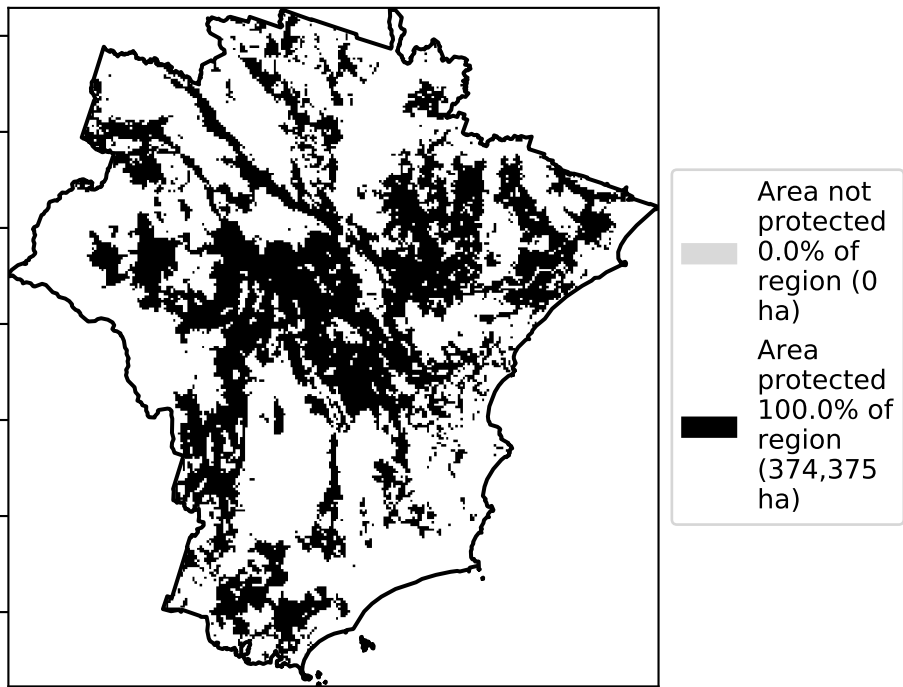 Area not
protected
0.0% of
region (0
ha)
Area
protected
100.0% of
region
(374,375
ha)